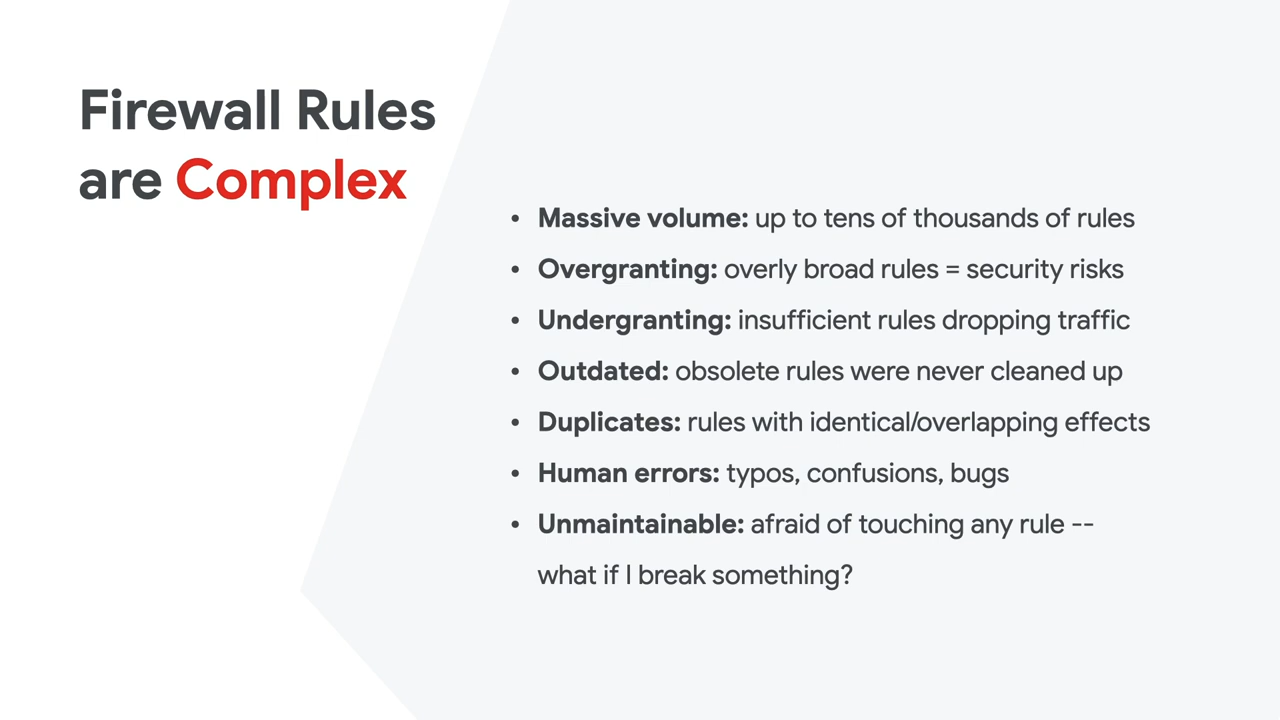 Firewall Rules
are Complex
• Massive volume: up to tens of thousands of rules
• Overgranting: overly broad rules = security risks
• Undergranting: insufficient rules dropping traffic
• Outdated: obsolete rules were never cleaned up
• Duplicates: rules with identical/overlapping effects
• Human errors: typos, confusions, bugs
• Unmaintainable: afraid of touching any rule --
what if I break something?